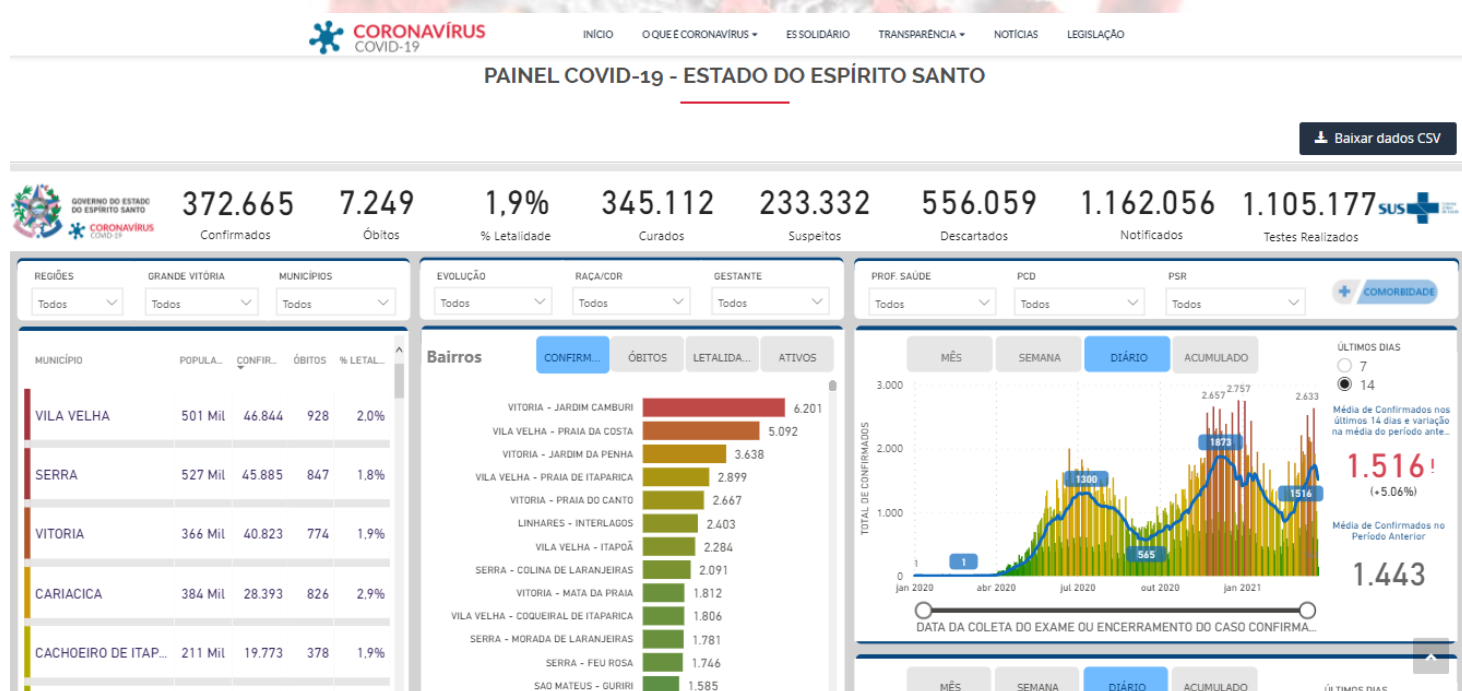 CORONAVÍRUS
COVID-19
INÍCIO O QUE É CORONAVÍRUS ES SOLIDÁRIO TRANSPARÊNCIA NOTÍCIAS LEGISLAÇÃO
PAINEL COVID-19 - ESTADO DO ESPÍRITO SANTO
Baixar dados CSV
GOVERNO DO ESTADO
DO ESPÍRITO SANTO
CORONAVÍRUS
COVID-19
372.665 7.249 1,9% 345.112 233.332 556.059 1.162.056 1.105.177 SUS
Confirmados Óbitos % Letalidade Curados Suspeitos Descartados Notificados Testes Realizados
REGIÕES GRANDE VITÓRIA MUNICÍPIOS
Todos Todos Todos
EVOLUÇÃO RAÇA/COR GESTANTE
Todos Todos Todos
PROF. SAÚDE PCD PSR
Todos Todos Todos
COMORBIDADE
MUNICÍPIO POPULA... CONFIR... ÓBITOS % LETAL...
VILA VELHA 501 Mil 46.844 928 2,0%
SERRA 527 Mil 45.885 847 1,8%
VITORIA 366 Mil 40.823 774 1,9%
CARIACICA 384 Mil 28.393 826 2,9%
CACHOEIRO DE ITAP... 211 Mil 19.773 378 1,9%
Bairros CONFIRM... ÓBITOS LETALIDA... ATIVOS
VITORIA - JARDIM CAMBURI 6.201
VILA VELHA - PRAIA DA COSTA 5.092
VITORIA - JARDIM DA PENHA 3.638
VILA VELHA - PRAIA DE ITAPARICA 2.899
VITORIA - PRAIA DO CANTO 2.667
LINHARES - INTERLAGOS 2.403
VILA VELHA - ITAPOÃ 2.284
SERRA - COLINA DE LARANJEIRAS 2.091
VITORIA - MATA DA PRAIA 1.812
VILA VELHA - COQUEIRAL DE ITAPARICA 1.806
SERRA - MORADA DE LARANJEIRAS 1.781
SERRA - FEU ROSA 1.746
SAO MATEUS - GURIRI 1.585
MÊS SEMANA DIÁRIO ACUMULADO
TOTAL DE CONFIRMADOS
3.000
2.000
1.000
0
2.657 2.757 2.633
1873
1300
1516
565
1
1
jan 2020 abr 2020 jul 2020 out 2020 jan 2021
DATA DA COLETA DO EXAME OU ENCERRAMENTO DO CASO CONFIRMA...
ÚLTIMOS DIAS
7
14
Média de Confirmados nos
últimos 14 dias e variação
na média do período ante...
1.516 !
(+5.06%)
Média de Confirmados no
Período Anterior
1.443
MÊS SEMANA DIÁRIO ACUMULADO
ÚLTIMOS DIAS